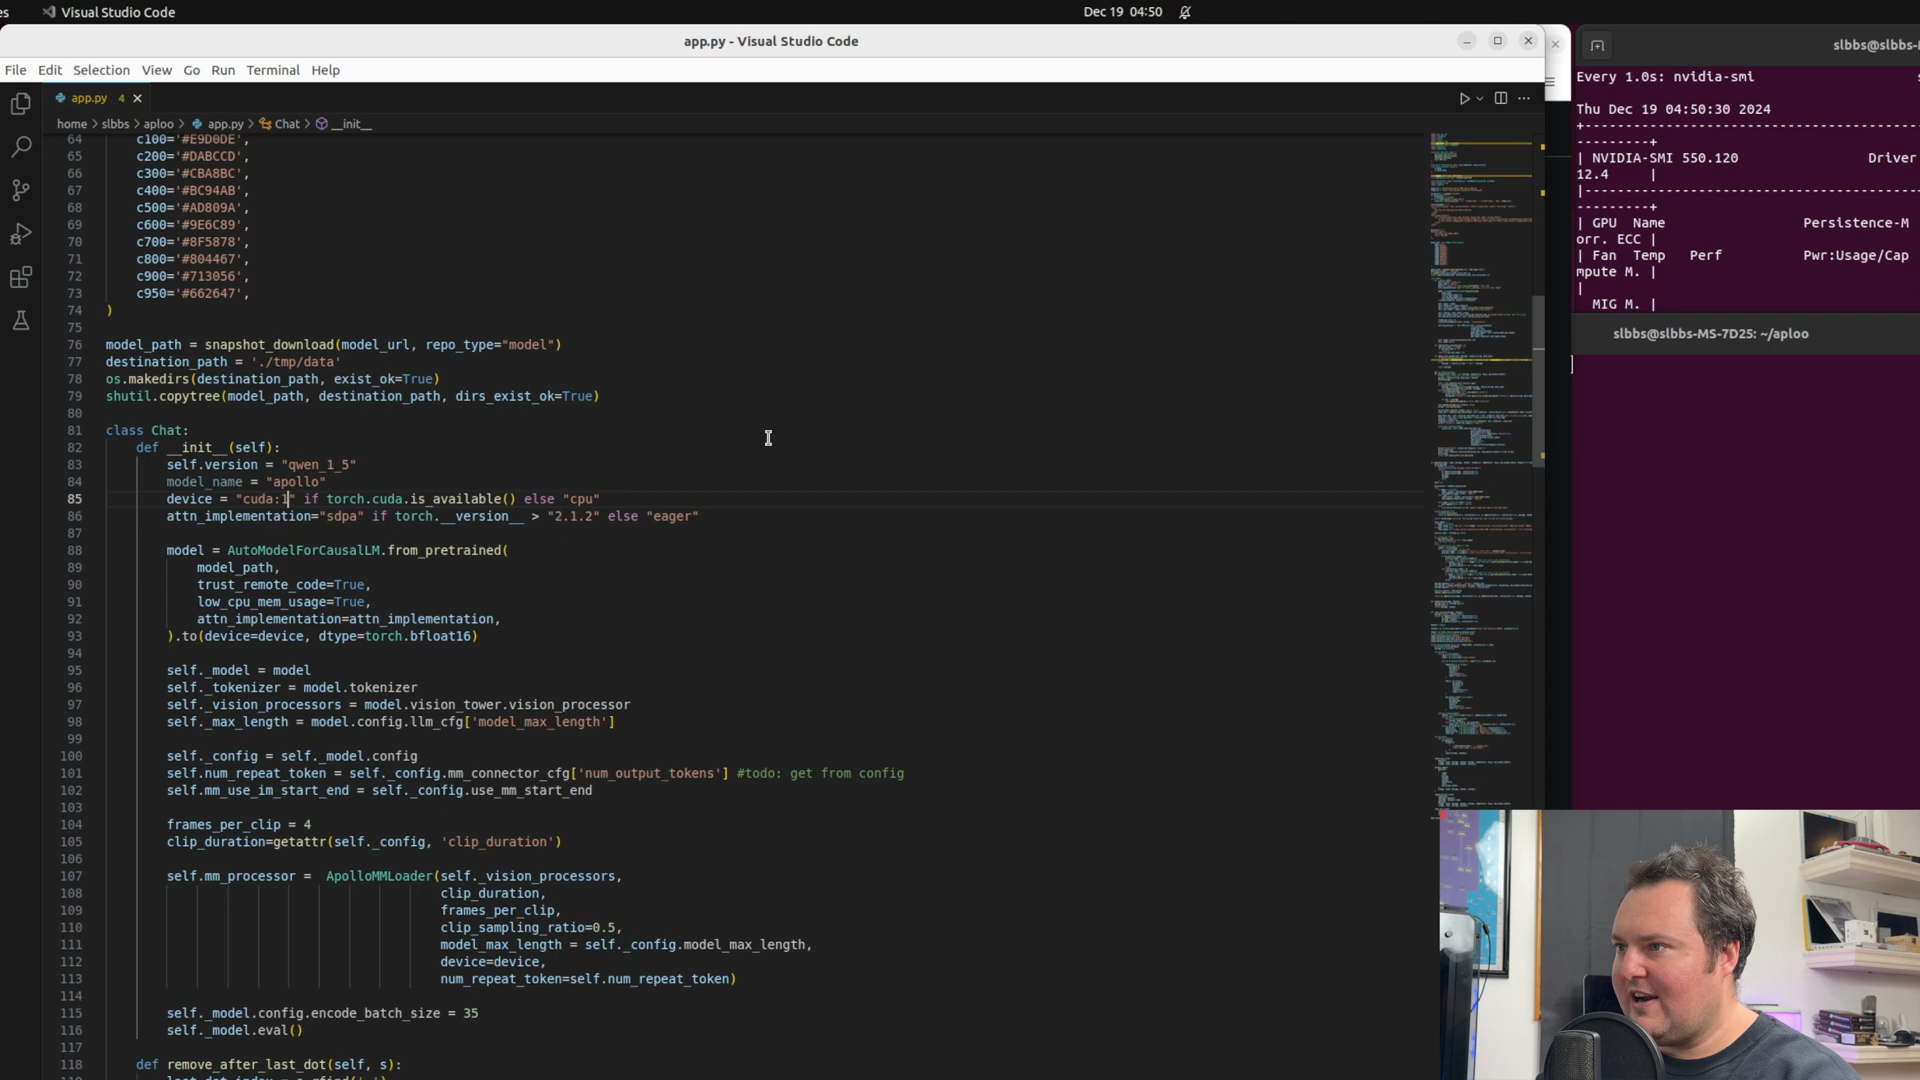 es Visual Studio Code Dec 19 04:50
app.py - Visual Studio Code
File Edit Selection View Go Run Terminal Help
app.py 4
home > slbbs > aploo > app.py > Chat > __init__
64 c100='#E9D0DE',
65 c200='#DABCCD',
66 c300='#CBA8BC',
67 c400='#BC94AB',
68 c500='#AD809A',
69 c600='#9E6C89',
70 c700='#8F5878',
71 c800='#804467',
72 c900='#713056',
73 c950='#662647',
74 )
75
76 model_path = snapshot_download(model_url, repo_type="model")
77 destination_path = './tmp/data'
78 os.makedirs(destination_path, exist_ok=True)
79 shutil.copytree(model_path, destination_path, dirs_exist_ok=True)
80
81 class Chat:
82 def __init__(self):
83 self.version = "qwen_1_5"
84 model_name = "apollo"
85 device = "cuda:1" if torch.cuda.is_available() else "cpu"
86 attn_implementation="sdpa" if torch.__version__ > "2.1.2" else "eager"
87
88 model = AutoModelForCausalLM.from_pretrained(
89 model_path,
90 trust_remote_code=True,
91 low_cpu_mem_usage=True,
92 attn_implementation=attn_implementation,
93 ).to(device=device, dtype=torch.bfloat16)
94
95 self._model = model
96 self._tokenizer = model.tokenizer
97 self._vision_processors = model.vision_tower.vision_processor
98 self._max_length = model.config.llm_cfg['model_max_length']
99
100 self._config = self._model.config
101 self.num_repeat_token = self._config.mm_connector_cfg['num_output_tokens'] #todo: get from config
102 self.mm_use_im_start_end = self._config.use_mm_start_end
103
104 frames_per_clip = 4
105 clip_duration=getattr(self._config, 'clip_duration')
106
107 self.mm_processor = ApolloMMLoader(self._vision_processors,
108 clip_duration,
109 frames_per_clip,
110 clip_sampling_ratio=0.5,
111 model_max_length = self._config.model_max_length,
112 device=device,
113 num_repeat_token=self.num_repeat_token)
114
115 self._model.config.encode_batch_size = 35
116 self._model.eval()
117
118 def remove_after_last_dot(self, s):
slbbs@slbbs-M
Every 1.0s: nvidia-smi s
Thu Dec 19 04:50:30 2024
+-----------------------------------------
---------+
| NVIDIA-SMI 550.120 Driver
12.4 |
|-----------------------------------------
---------+
| GPU Name Persistence-M
orr. ECC |
| Fan Temp Perf Pwr:Usage/Cap
mpute M. |
|
MIG M. |
slbbs@slbbs-MS-7D25: ~/aploo